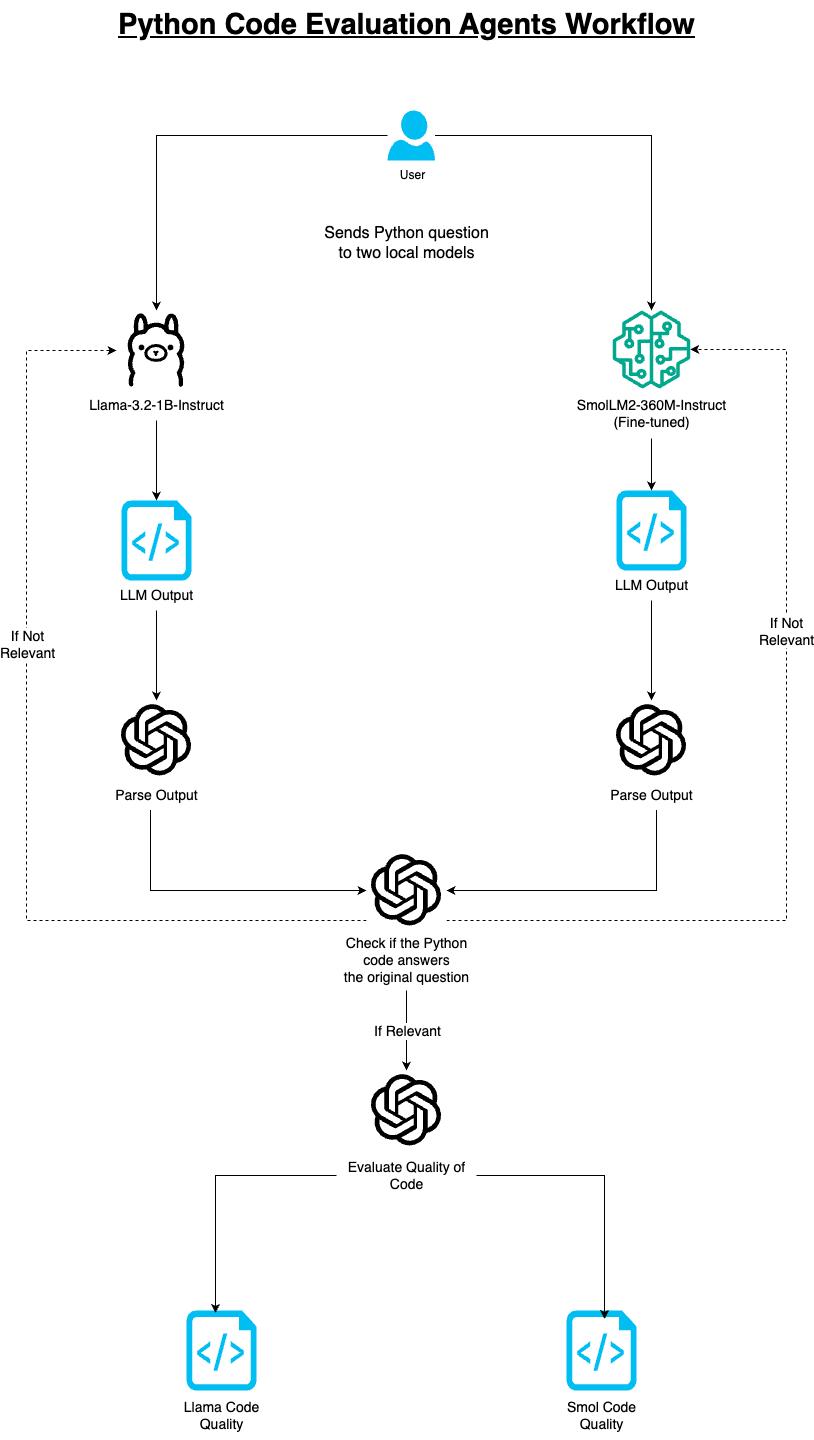 Python Code Evaluation Agents Workflow
User
Sends Python question
to two local models
Llama-3.2-1B-Instruct
SmolLM2-360M-Instruct
(Fine-tuned)
</>
LLM Output
</>
LLM Output
If Not
Relevant
If Not
Relevant
Parse Output
Parse Output
Check if the Python
code answers
the original question
If Relevant
Evaluate Quality of
Code
</>
Llama Code
Quality
</>
Smol Code
Quality